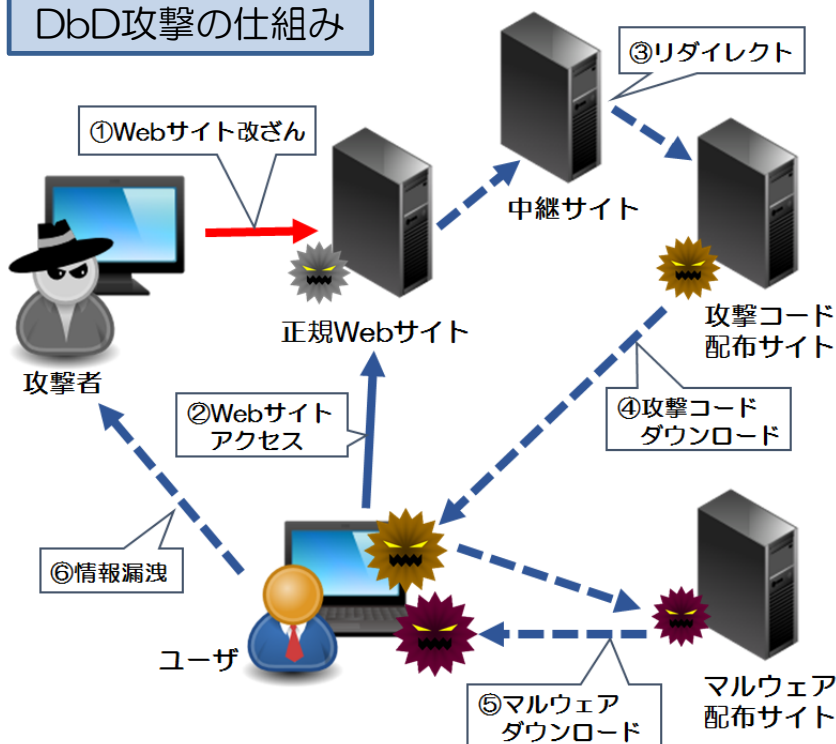 DbD攻撃の仕組み
③リダイレクト
①Webサイト改ざん
中継サイト
正規Webサイト
攻撃コード
配布サイト
攻撃者
②Webサイト
アクセス
④攻撃コード
ダウンロード
⑥情報漏洩
ユーザ
マルウェア
配布サイト
⑤マルウェア
ダウンロード